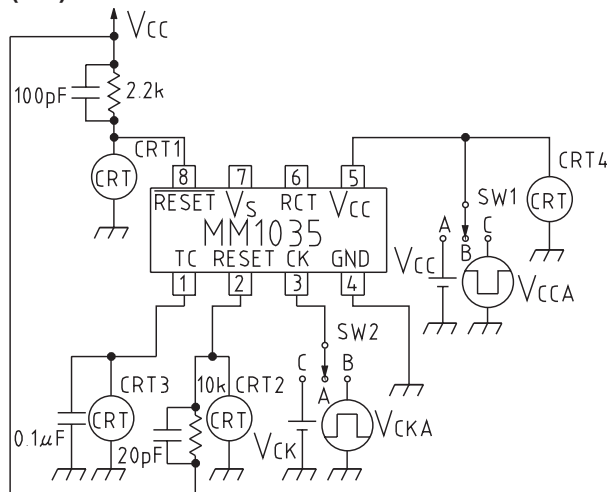 VCC
100pF 2.2k
CRT1
CRT
8 7 6 5
RESET VS RCT VCC
MM1035
TC RESET CK GND
1 2 3 4
CRT4
CRT
SW1
A B C
VCC
VCCA
SW2
C A B
VCK
VCKA
CRT3
CRT
0.1μF
10k
CRT2
CRT
20pF